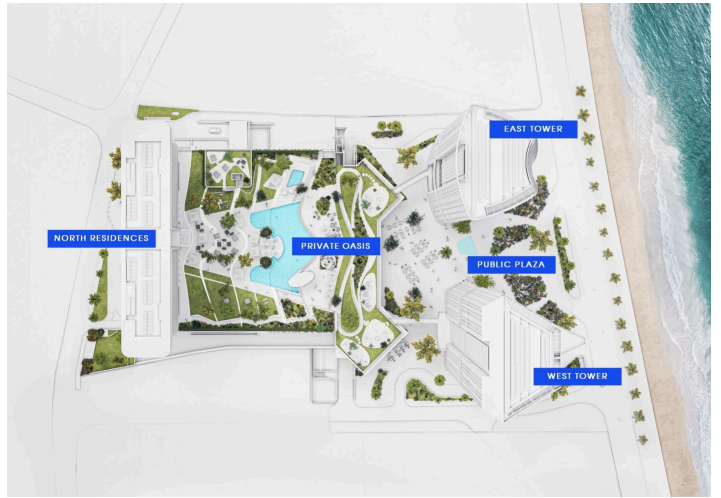 EAST TOWER
NORTH RESIDENCES
PRIVATE OASIS
PUBLIC PLAZA
WEST TOWER